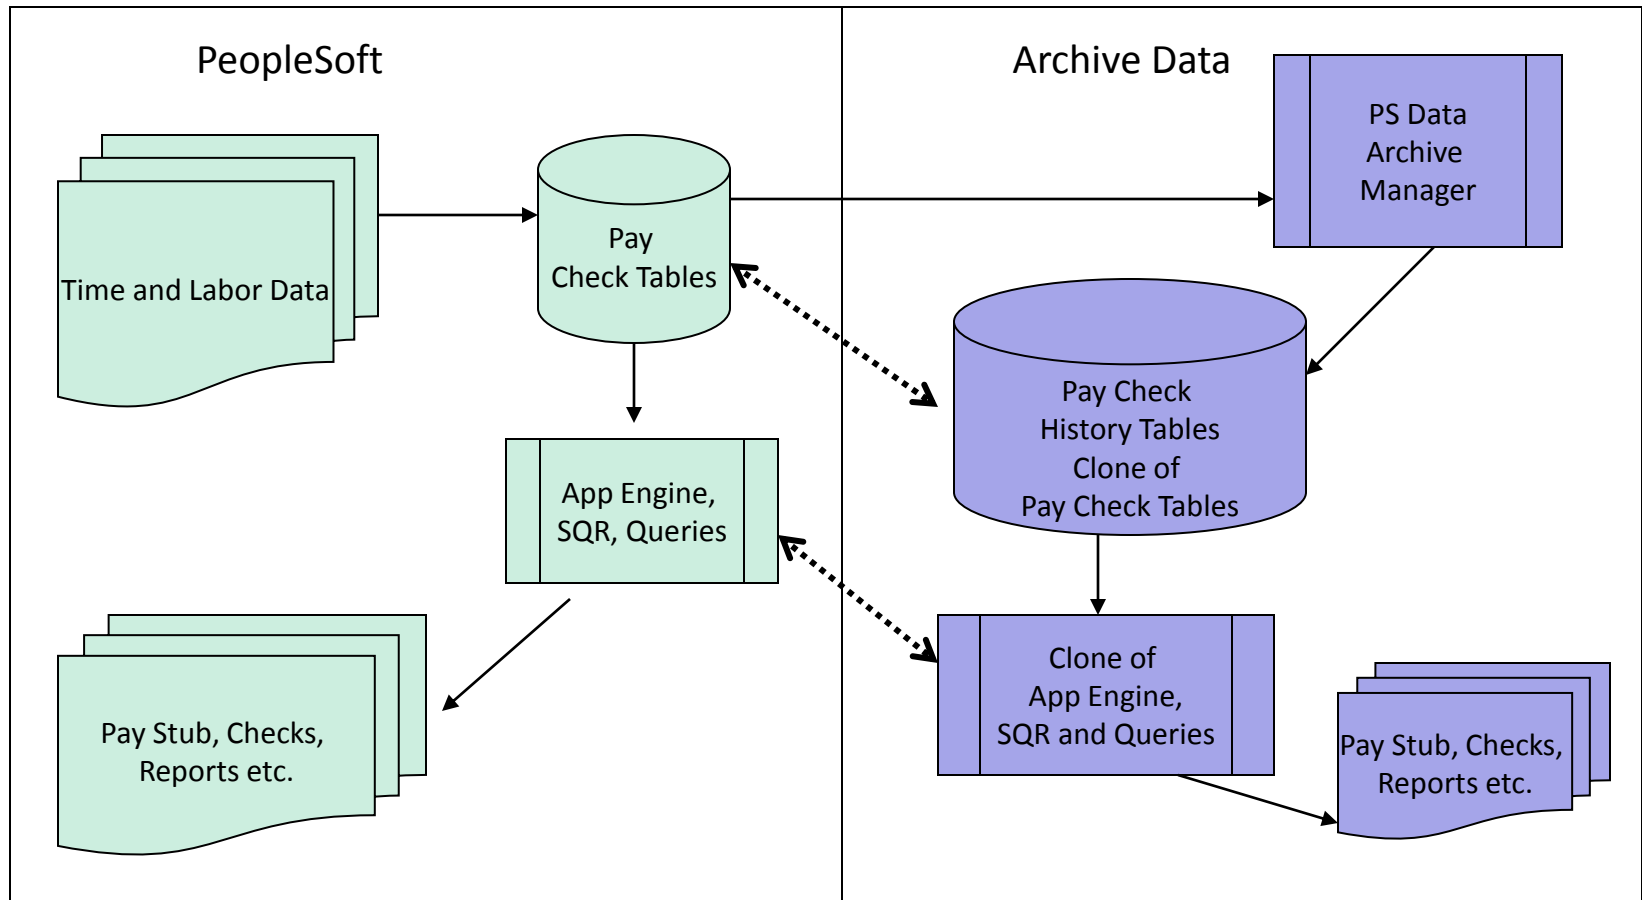 PeopleSoft
Archive Data
PS Data
Archive
Manager
Time and Labor Data
Pay
Check Tables
Pay Check
History Tables
Clone of
Pay Check Tables
App Engine,
SQR, Queries
Clone of
App Engine,
SQR and Queries
Pay Stub, Checks,
Reports etc.
Pay Stub, Checks,
Reports etc.